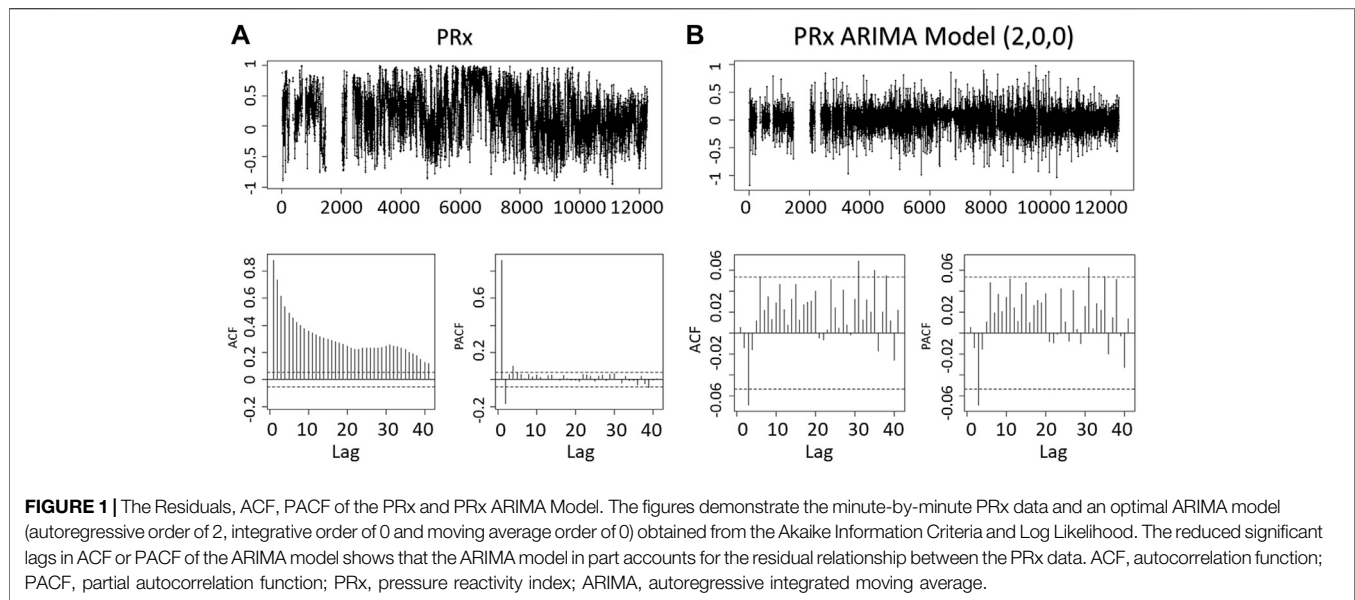 A PRx
1
0.5
0
-0.5
-1
0 2000 4000 6000 8000 10000 12000
B PRx ARIMA Model (2,0,0)
1
0.5
0
-0.5
-1
0 2000 4000 6000 8000 10000 12000
ACF
0.8
0.6
0.4
0.2
0
-0.2
0 10 20 30 40
Lag
PACF
0.6
0.2
-0.2
0 10 20 30 40
Lag
ACF
0.06
0.02
-0.02
-0.06
0 10 20 30 40
Lag
PACF
0.06
0.02
-0.02
-0.06
0 10 20 30 40
Lag
FIGURE 1 | The Residuals, ACF, PACF of the PRx and PRx ARIMA Model. The figures demonstrate the minute-by-minute PRx data and an optimal ARIMA model
(autoregressive order of 2, integrative order of 0 and moving average order of 0) obtained from the Akaike Information Criteria and Log Likelihood. The reduced significant
lags in ACF or PACF of the ARIMA model shows that the ARIMA model in part accounts for the residual relationship between the PRx data. ACF, autocorrelation function;
PACF, partial autocorrelation function; PRx, pressure reactivity index; ARIMA, autoregressive integrated moving average.